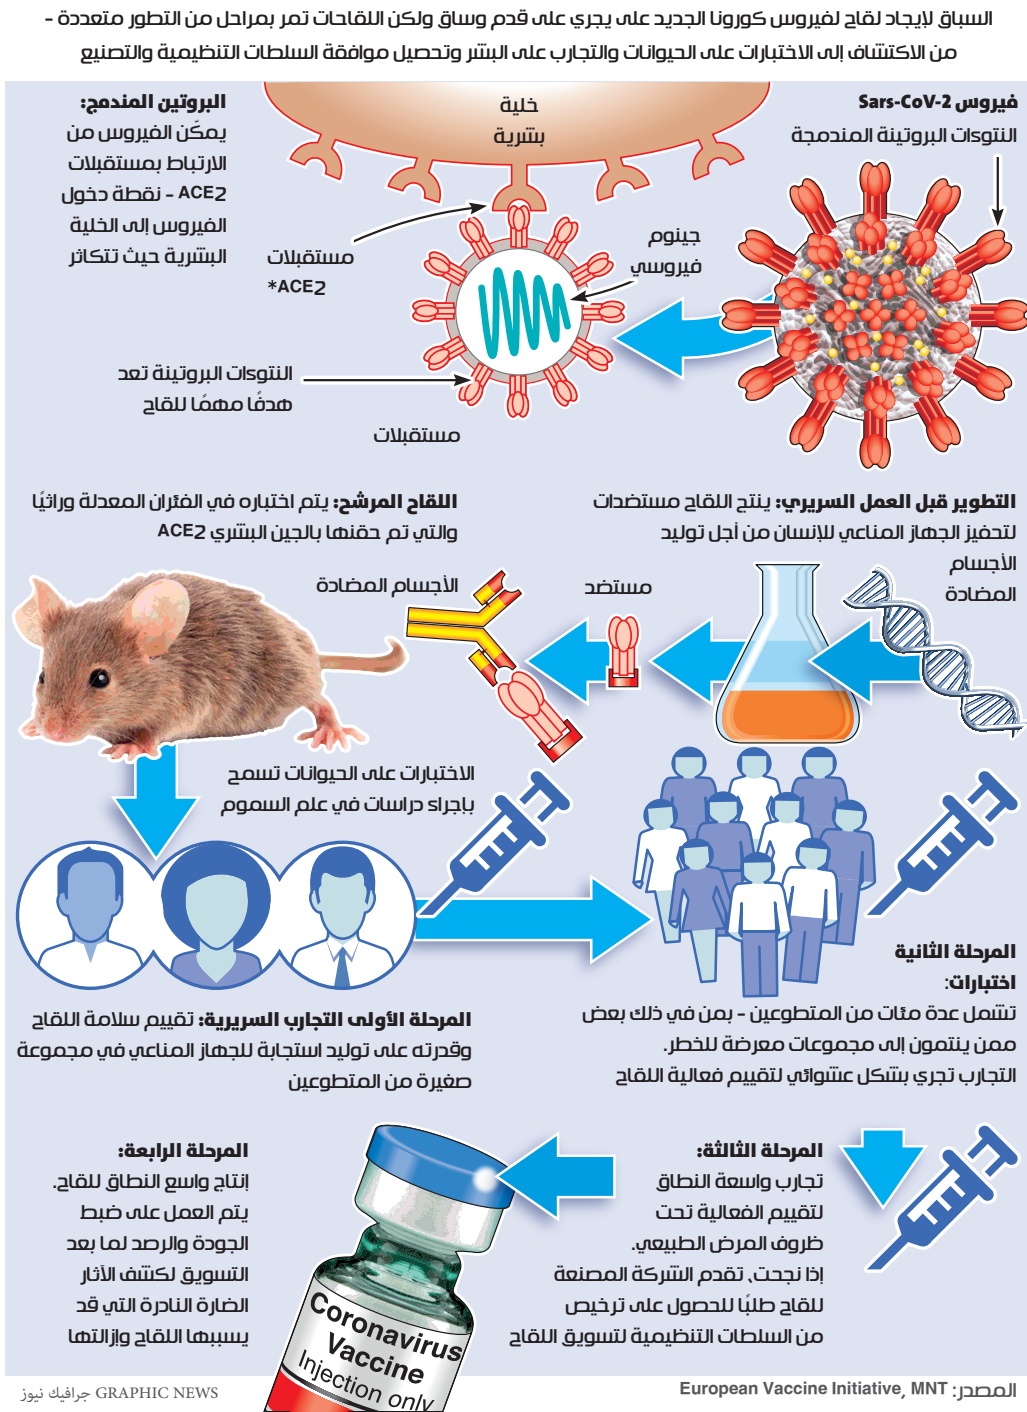 السباق لإيجاد لقاح لفيروس كورونا الجديد على يجري على قدم وساق ولكن اللقاحات تمر بمراحل من التطور متعددة -
من الاكتشاف إلى الاختبارات على الحيوانات والتجارب على البشر وتحصيل موافقة السلطات التنظيمية والتصنيع
فيروس Sars-CoV-2
النتوءات البروتينة المندمجة
خلية
بشرية
البروتين المندمج:
يمكّن الفيروس من
الارتباط بمستقبلات
ACE2 - نقطة دخول
الفيروس إلى الخلية
البشرية حيث تتكاثر
جينوم
فيروسي
مستقبلات
ACE2*
النتوءات البروتينة تعد
هدفًا مهمًا للقاح
مستقبلات
التطوير قبل العمل السريري: ينتج اللقاح مستضدات
لتحفيز الجهاز المناعي للإنسان من أجل توليد
الأجسام
المضادة
اللقاح المرشح: يتم اختباره في الفئران المعدلة وراثيًا
والتي تم حقنها بالجين البشري ACE2
مستضد
الأجسام المضادة
الاختبارات على الحيوانات تسمح
باجراء دراسات في علم السموم
المرحلة الأولى التجارب السريرية: تقييم سلامة اللقاح
وقدرته على توليد استجابة للجهاز المناعي في مجموعة
صغيرة من المتطوعين
المرحلة الثانية
اختبارات:
تشمل عدة مئات من المتطوعين - بمن في ذلك بعض
ممن ينتمون إلى مجموعات معرضة للخطر.
التجارب تجري بشكل عشوائي لتقييم فعالية اللقاح
المرحلة الثالثة:
تجارب واسعة النطاق
لتقييم الفعالية تحت
ظروف المرض الطبيعي.
إذا نجحت، تقدم الشركة المصنعة
للقاح طلبًا للحصول على ترخيص
من السلطات التنظيمية لتسويق اللقاح
المرحلة الرابعة:
إنتاج واسع النطاق للقاح.
يتم العمل على ضبط
الجودة والرصد لما بعد
التسويق لكشف الآثار
الضارة النادرة التي قد
يسببها اللقاح وإزالتها
Coronavirus
Vaccine
Injection only
المصدر: European Vaccine Initiative, MNT
GRAPHIC NEWS جرافيك نيوز